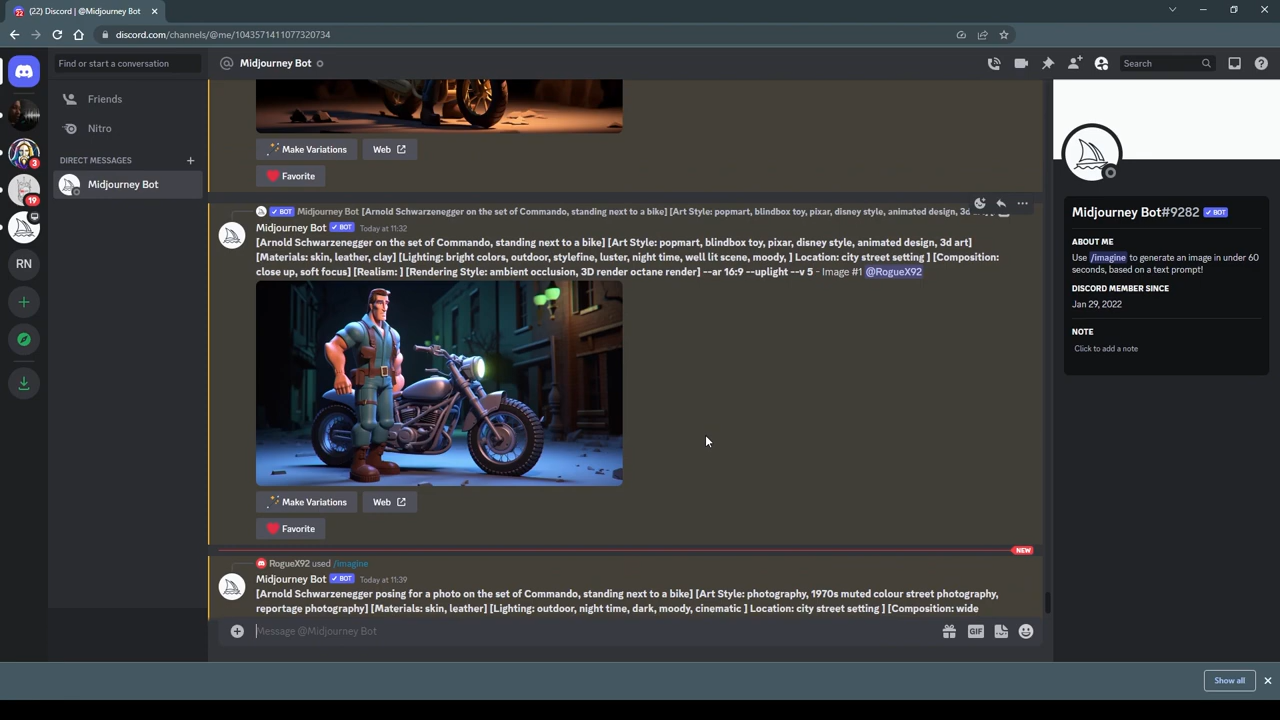 22
(22) Discord | @Midjourney Bot
discord.com/channels/@me/1043571411077320734
Find or start a conversation
Midjourney Bot
Search
Friends
Nitro
DIRECT MESSAGES
Midjourney Bot
3
19
RN
Make Variations
Web
Favorite
BOT Midjourney Bot [Arnold Schwarzenegger on the set of Commando, standing next to a bike] [Art Style: popmart, blindbox toy, pixar, disney style, animated design,
Midjourney Bot BOT Today at 11:32
[Arnold Schwarzenegger on the set of Commando, standing next to a bike] [Art Style: popmart, blindbox toy, pixar, disney style, animated design, 3d art]
[Materials: skin, leather, clay] [Lighting: bright colors, outdoor, stylefine, luster, night time, well lit scene, moody, ] Location: city street setting ] [Composition:
close up, soft focus] [Realism: ] [Rendering Style: ambient occlusion, 3D render octane render] --ar 16:9 --uplight --v 5 - Image #1 @RogueX92
Make Variations
Web
Favorite
NEW
RogueX92 used /imagine
Midjourney Bot BOT Today at 11:39
[Arnold Schwarzenegger posing for a photo on the set of Commando, standing next to a bike] [Art Style: photography, 1970s muted colour street photography,
reportage photography] [Materials: skin, leather] [Lighting: outdoor, night time, dark, moody, cinematic ] Location: city street setting ] [Composition: wide
Message @Midjourney Bot
GIF
Midjourney Bot#9282 BOT
ABOUT ME
Use /imagine to generate an image in under 60
seconds, based on a text prompt!
DISCORD MEMBER SINCE
Jan 29, 2022
NOTE
Click to add a note
Show all